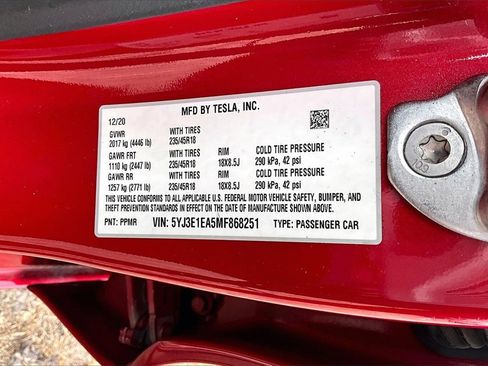 MFD BY TESLA, INC.
12/20
GVWR WITH TIRES
2017 kg (4446 lb) 235/45R18
GAWR FRT WITH TIRES RIM COLD TIRE PRESSURE
1110 kg (2447 lb) 235/45R18 18X8.5J 290 kPa, 42 psi
GAWR RR WITH TIRES RIM COLD TIRE PRESSURE
1257 kg (2771 lb) 235/45R18 18X8.5J 290 kPa, 42 psi
THIS VEHICLE CONFORMS TO ALL APPLICABLE U.S. FEDERAL MOTOR VEHICLE SAFETY, BUMPER, AND
THEFT PREVENTION STANDARDS IN EFFECT ON THE DATE OF MANUFACTURE SHOWN ABOVE.
PNT: PPMR VIN: 5YJ3E1EA5MF868251 TYPE: PASSENGER CAR